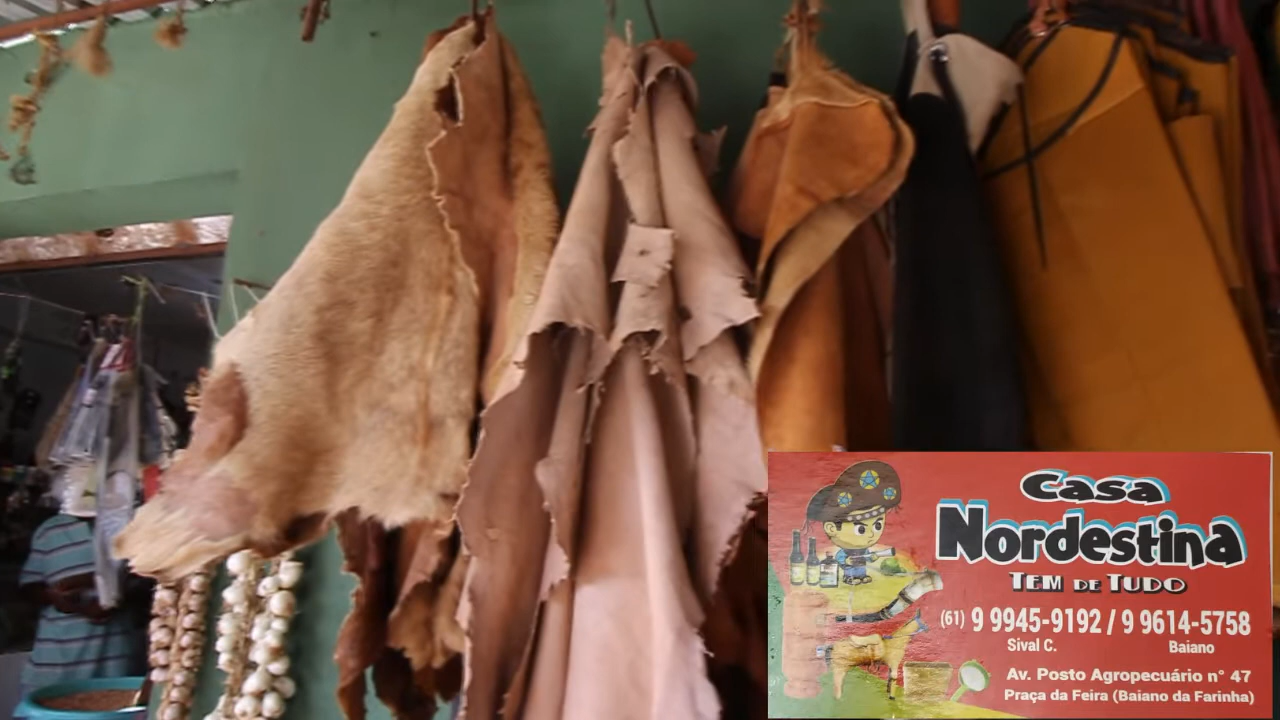 Casa
Nordestina
TEM DE TUDO
(61) 9 9945-9192 / 9 9614-5758
Sival C. Baiano
Av. Posto Agropecuário n° 47
Praça da Feira (Baiano da Farinha)